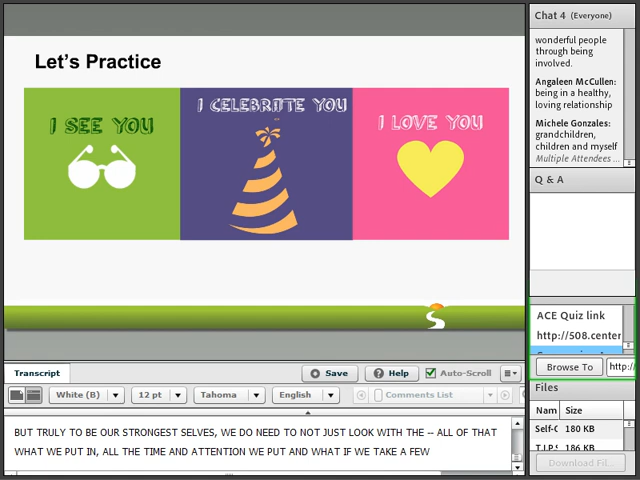 Let's Practice
I SEE YOU
I CELEBRATE YOU
I LOVE YOU
Chat 4 (Everyone)
wonderful people
through being
involved.
Angaleen McCullen:
being in a healthy,
loving relationship
Michele Gonzales:
grandchildren,
children and myself
Multiple Attendees ...
Q & A
ACE Quiz link
http://508.center
Browse To
http://
Files
Nam Size
Self-C 180 KB
T.I.P.S 186 KB
Download Fil...
Transcript
Save
Help
Auto-Scroll
White (B)
12 pt
Tahoma
English
Comments List
BUT TRULY TO BE OUR STRONGEST SELVES, WE DO NEED TO NOT JUST LOOK WITH THE -- ALL OF THAT
WHAT WE PUT IN, ALL THE TIME AND ATTENTION WE PUT AND WHAT IF WE TAKE A FEW